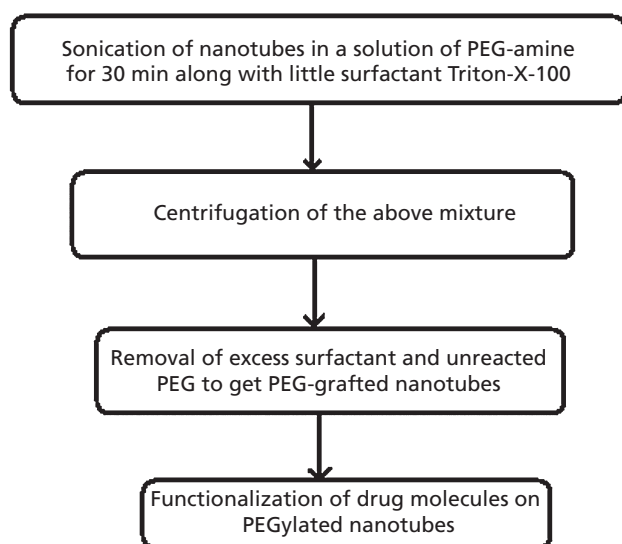 Sonication of nanotubes in a solution of PEG-amine
for 30 min along with little surfactant Triton-X-100
Centrifugation of the above mixture
Removal of excess surfactant and unreacted
PEG to get PEG-grafted nanotubes
Functionalization of drug molecules on
PEGylated nanotubes